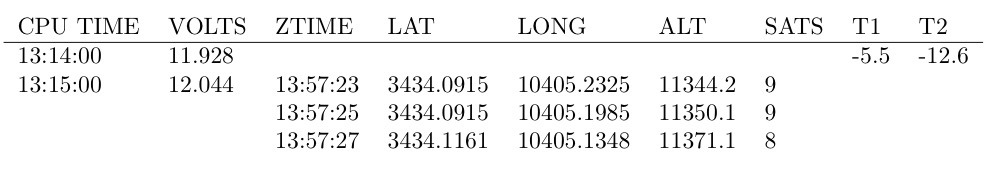 CPU TIME VOLTS ZTIME LAT LONG ALT SATS T1 T2
13:14:00 11.928 -5.5 -12.6
13:15:00 12.044 13:57:23 3434.0915 10405.2325 11344.2 9
13:57:25 3434.0915 10405.1985 11350.1 9
13:57:27 3434.1161 10405.1348 11371.1 8